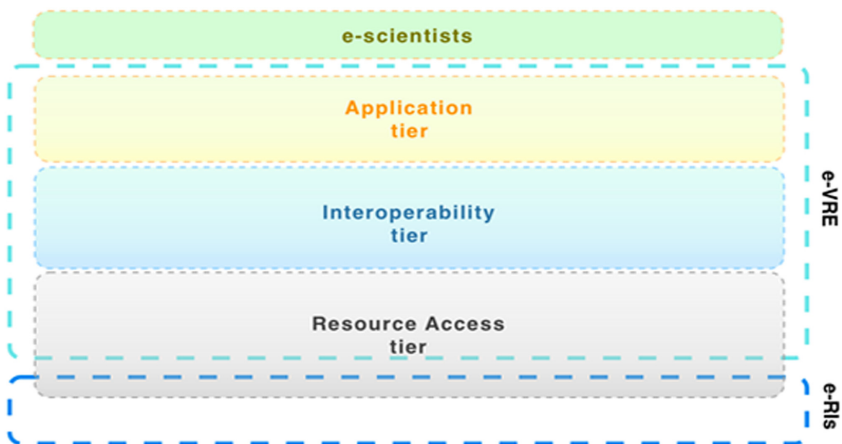 e-scientists
Application
tier
Interoperability
tier
Resource Access
tier
e-VRE
e-RIs